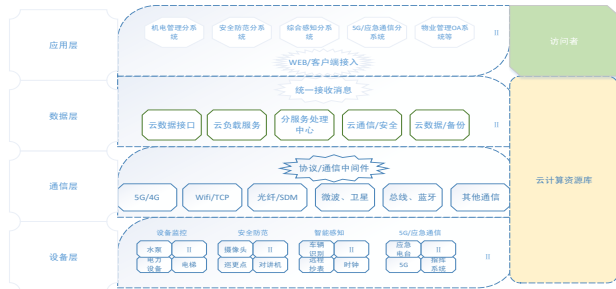 应用层
机电管理分系
统
安全防范分系
统
综合感知分系
统
5G/应急通信分
系统
物业管理OA系
统等
访问者
WEB/客户端接入
数据层
统一接收消息
云数据接口
云负载服务
分服务处理
中心
云通信/安全
云数据/备份
云计算资源库
通信层
协议/通信中间件
5G/4G
Wifi/TCP
光纤/SDM
微波、卫星
总线、蓝牙
其他通信
设备层
设备监控
安全防范
智能感知
5G/应急通信
水泵
电力
设备
电梯
摄像头
巡更点
对讲机
车辆
识别
远程
抄表
时钟
应急
电台
5G
指挥
系统